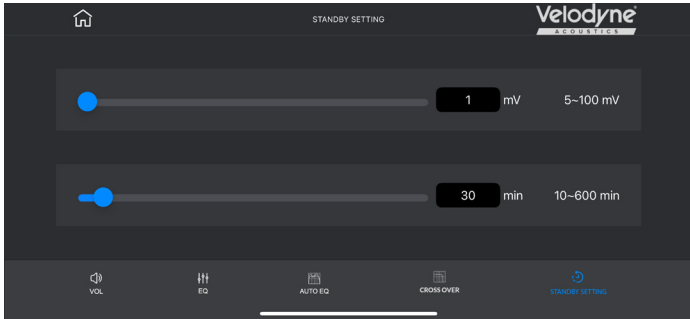 STANDBY SETTING
Velodyne
ACOUSTICS
1 mV 5~100 mV
30 min 10~600 min
VOL EQ AUTO EQ CROSS OVER STANDBY SETTING